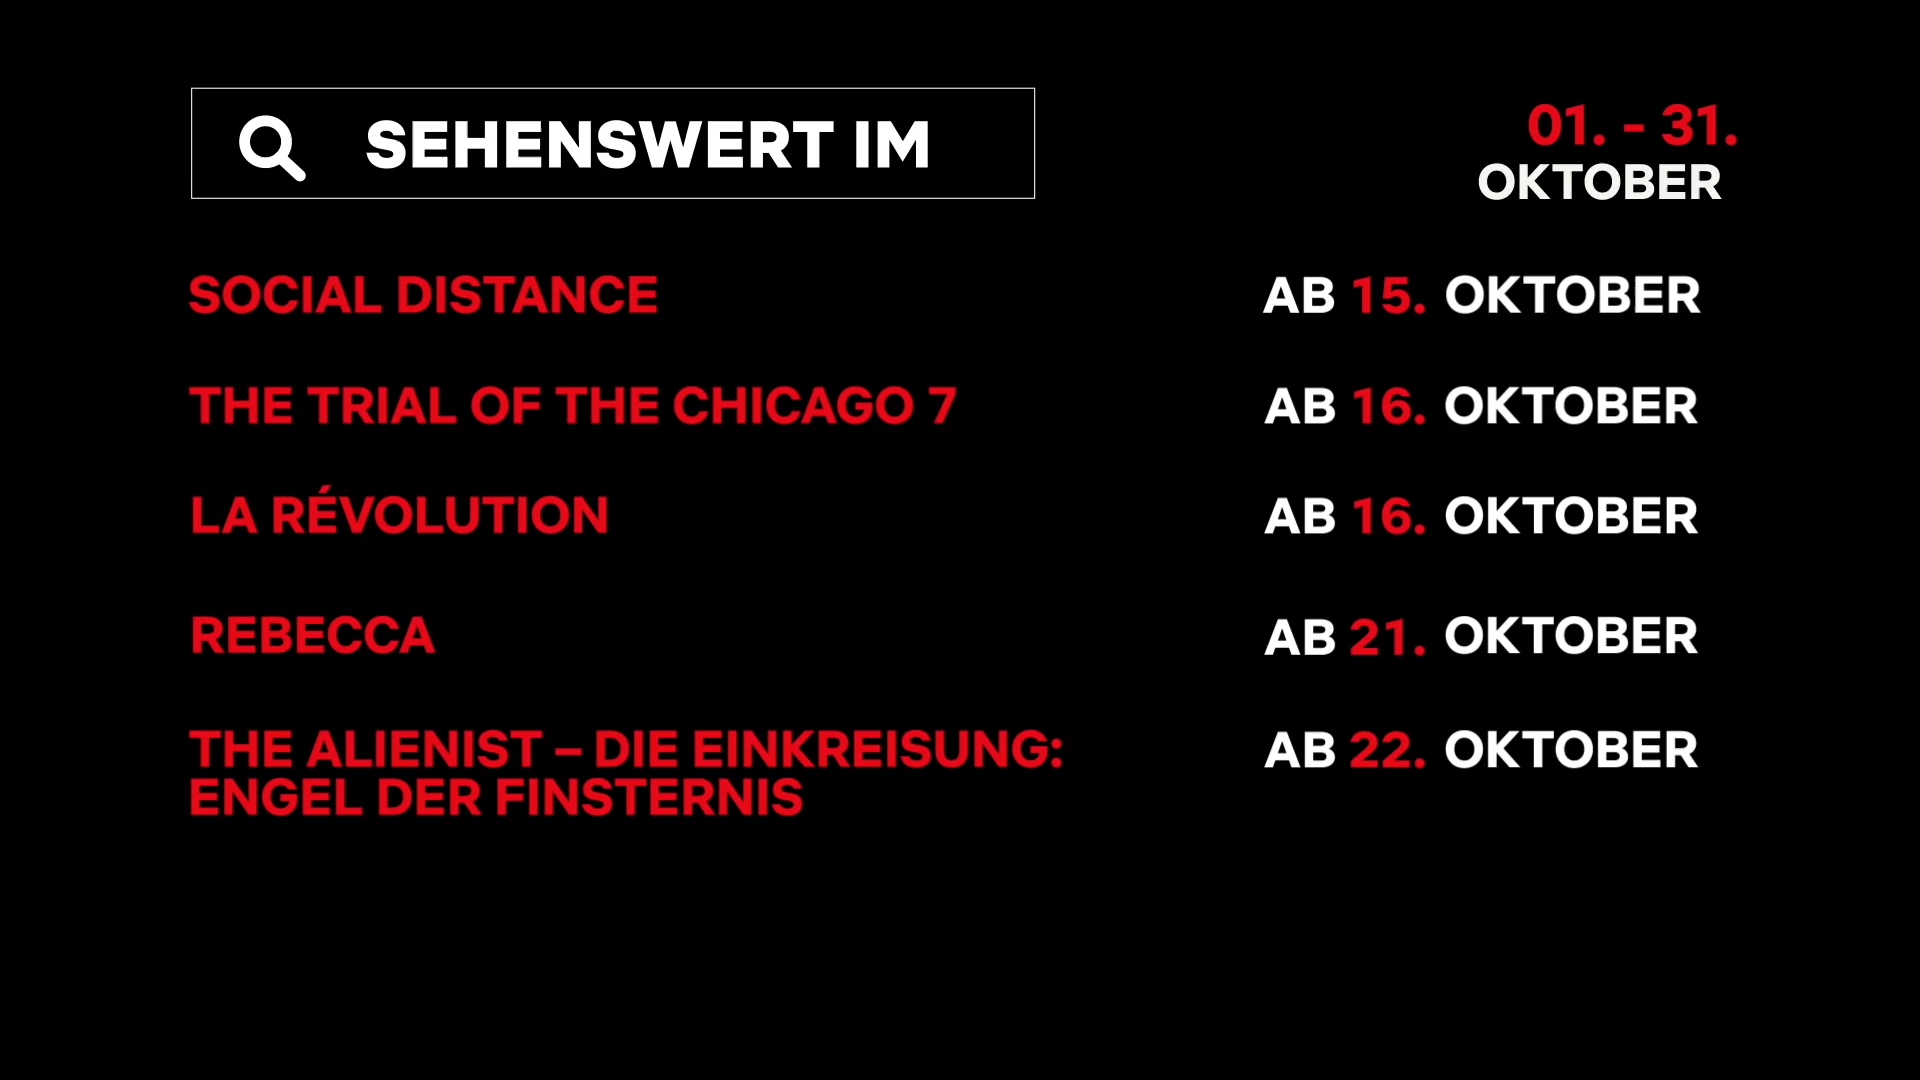 SEHENSWERT IM
01. - 31.
OKTOBER
SOCIAL DISTANCE AB 15. OKTOBER
THE TRIAL OF THE CHICAGO 7 AB 16. OKTOBER
LA RÉVOLUTION AB 16. OKTOBER
REBECCA AB 21. OKTOBER
THE ALIENIST – DIE EINKREISUNG: AB 22. OKTOBER
ENGEL DER FINSTERNIS